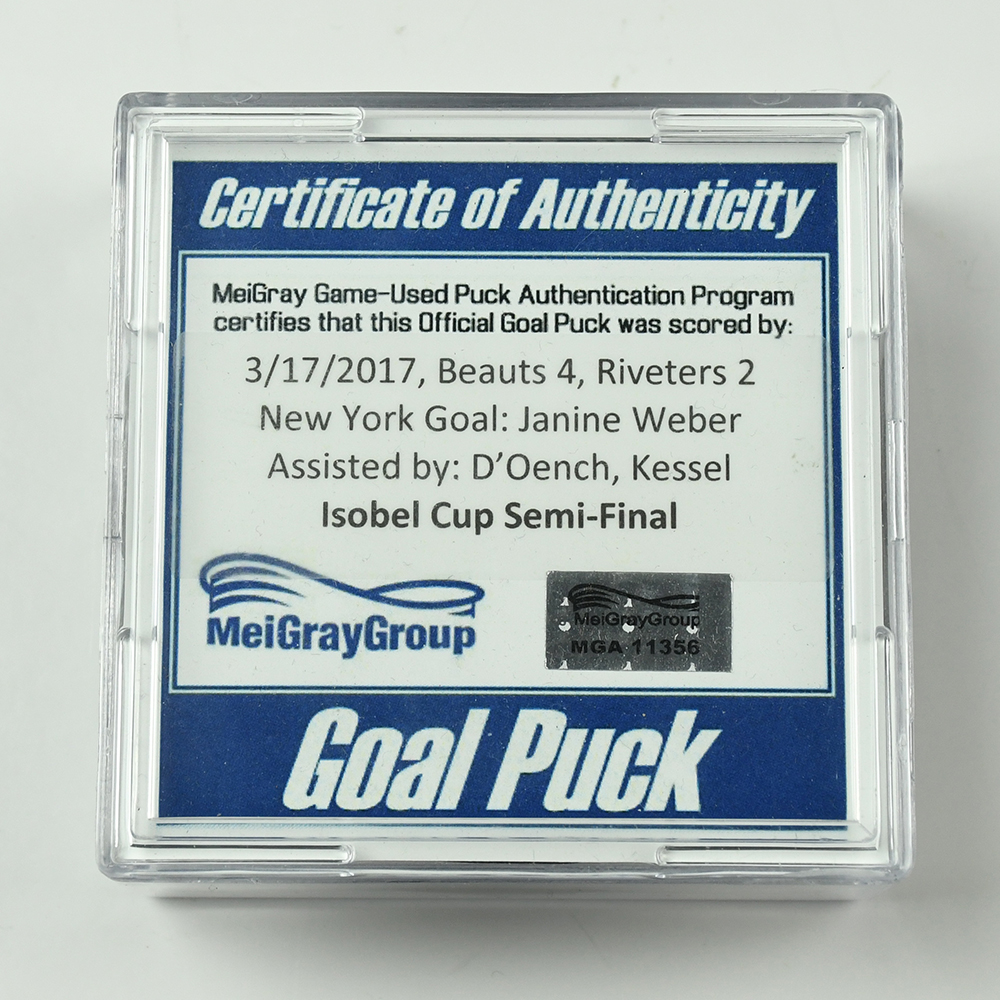 Certificate of Authenticity
MeiGray Game-Used Puck Authentication Program
certifies that this Official Goal Puck was scored by:
3/17/2017, Beauts 4, Riveters 2
New York Goal: Janine Weber
Assisted by: D’Oench, Kessel
Isobel Cup Semi-Final
MeiGrayGroup
MeiGrayGroup
MGA 11356
Goal Puck